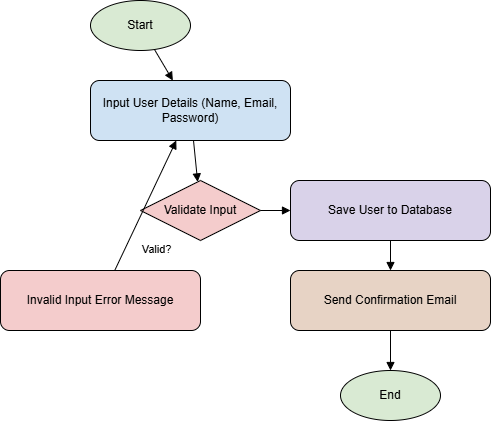 Start
Input User Details (Name, Email,
Password)
Validate Input
Save User to Database
Valid?
Invalid Input Error Message
Send Confirmation Email
End